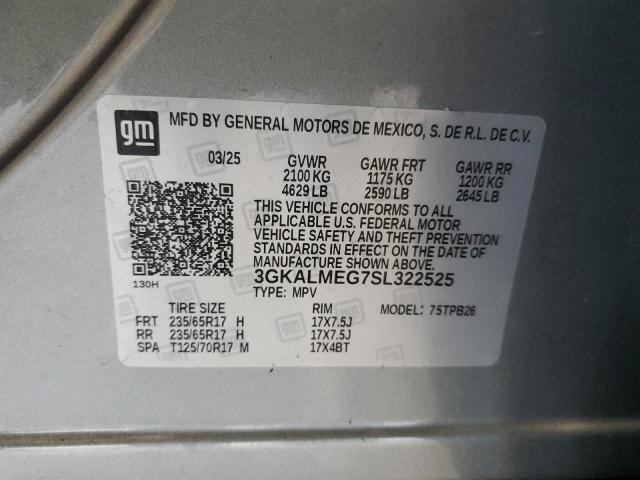 gm MFD BY GENERAL MOTORS DE MEXICO, S. DE R.L. DE C.V.
03/25 GVWR GAWR FRT GAWR RR
2100 KG 1175 KG 1200 KG
4629 LB 2590 LB 2645 LB
THIS VEHICLE CONFORMS TO ALL
APPLICABLE U.S. FEDERAL MOTOR
VEHICLE SAFETY AND THEFT PREVENTION
STANDARDS IN EFFECT ON THE DATE OF
MANUFACTURE SHOWN ABOVE.
130H 3GKALMEG7SL322525
TYPE: MPV
TIRE SIZE RIM MODEL: 75TPB26
FRT 235/65R17 H 17X7.5J
RR 235/65R17 H 17X7.5J
SPA T125/70R17 M 17X4BT